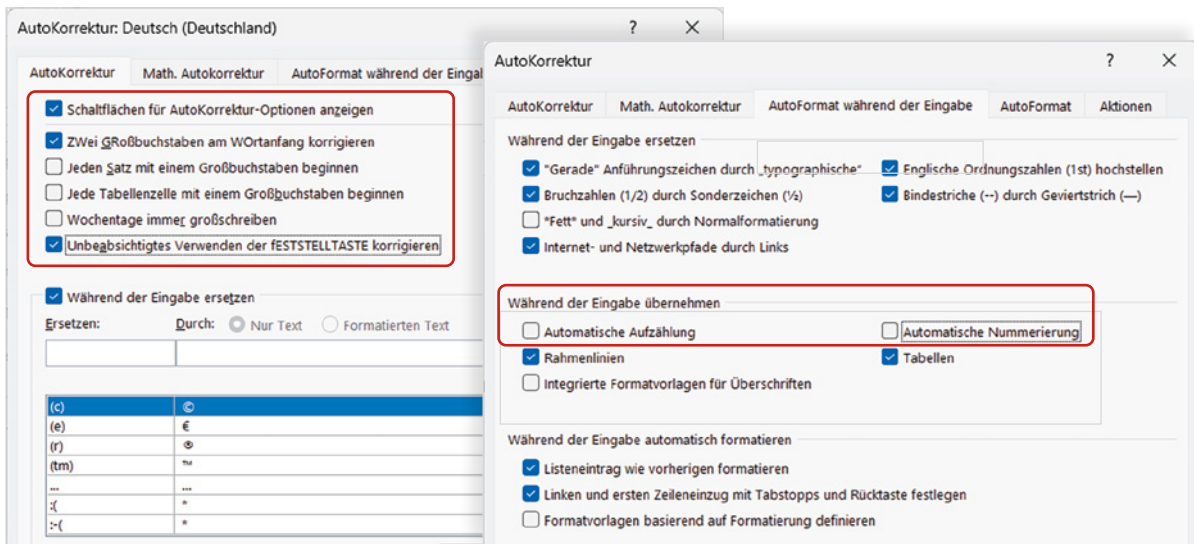 AutoKorrektur: Deutsch (Deutschland) ? ×
AutoKorrektur Math. Autokorrektur AutoFormat während der Eingal
Schaltflächen für AutoKorrektur-Optionen anzeigen
ZWei GRoßbuchstaben am WOrtanfang korrigieren
Jeden Satz mit einem Großbuchstaben beginnen
Jede Tabellenzelle mit einem Großbuchstaben beginnen
Wochentage immer großschreiben
Unbeabsichtigtes Verwenden der fESTSTELLTASTE korrigieren
Während der Eingabe ersetzen
Ersetzen: Durch: Nur Text Formatierten Text
(c) ©
(e) €
(r) ®
(tm) ™
... ...
:(
:-(
AutoKorrektur ? ×
AutoKorrektur Math. Autokorrektur AutoFormat während der Eingabe AutoFormat Aktionen
Während der Eingabe ersetzen
"Gerade" Anführungszeichen durch „typographische“ Englische Ordnungszahlen (1st) hochstellen
Bruchzahlen (1/2) durch Sonderzeichen (½) Bindestriche (--) durch Geviertstrich (—)
*Fett* und _kursiv_ durch Normalformatierung
Internet- und Netzwerkpfade durch Links
Während der Eingabe übernehmen
Automatische Aufzählung Automatische Nummerierung
Rahmenlinien Tabellen
Integrierte Formatvorlagen für Überschriften
Während der Eingabe automatisch formatieren
Listeneintrag wie vorherigen formatieren
Linken und ersten Zeileneinzug mit Tabstopps und Rücktaste festlegen
Formatvorlagen basierend auf Formatierung definieren